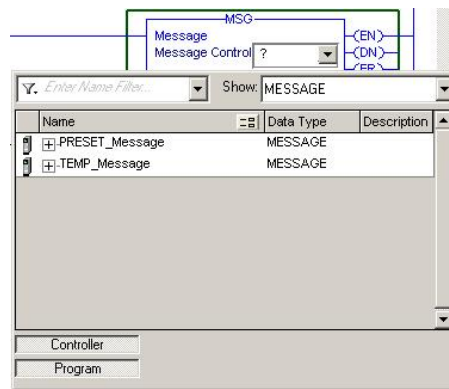 MSG
Message
Message Control ?
(EN)
(DN)
(ER)
Enter Name Filter... Show: MESSAGE
Name Data Type Description
PRESET_Message MESSAGE
TEMP_Message MESSAGE
Controller
Program